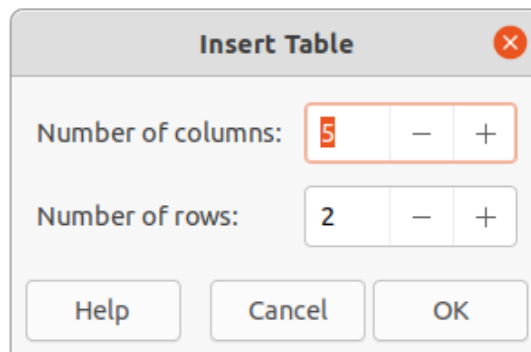 Insert Table
Number of columns: 5
Number of rows: 2
Help Cancel OK